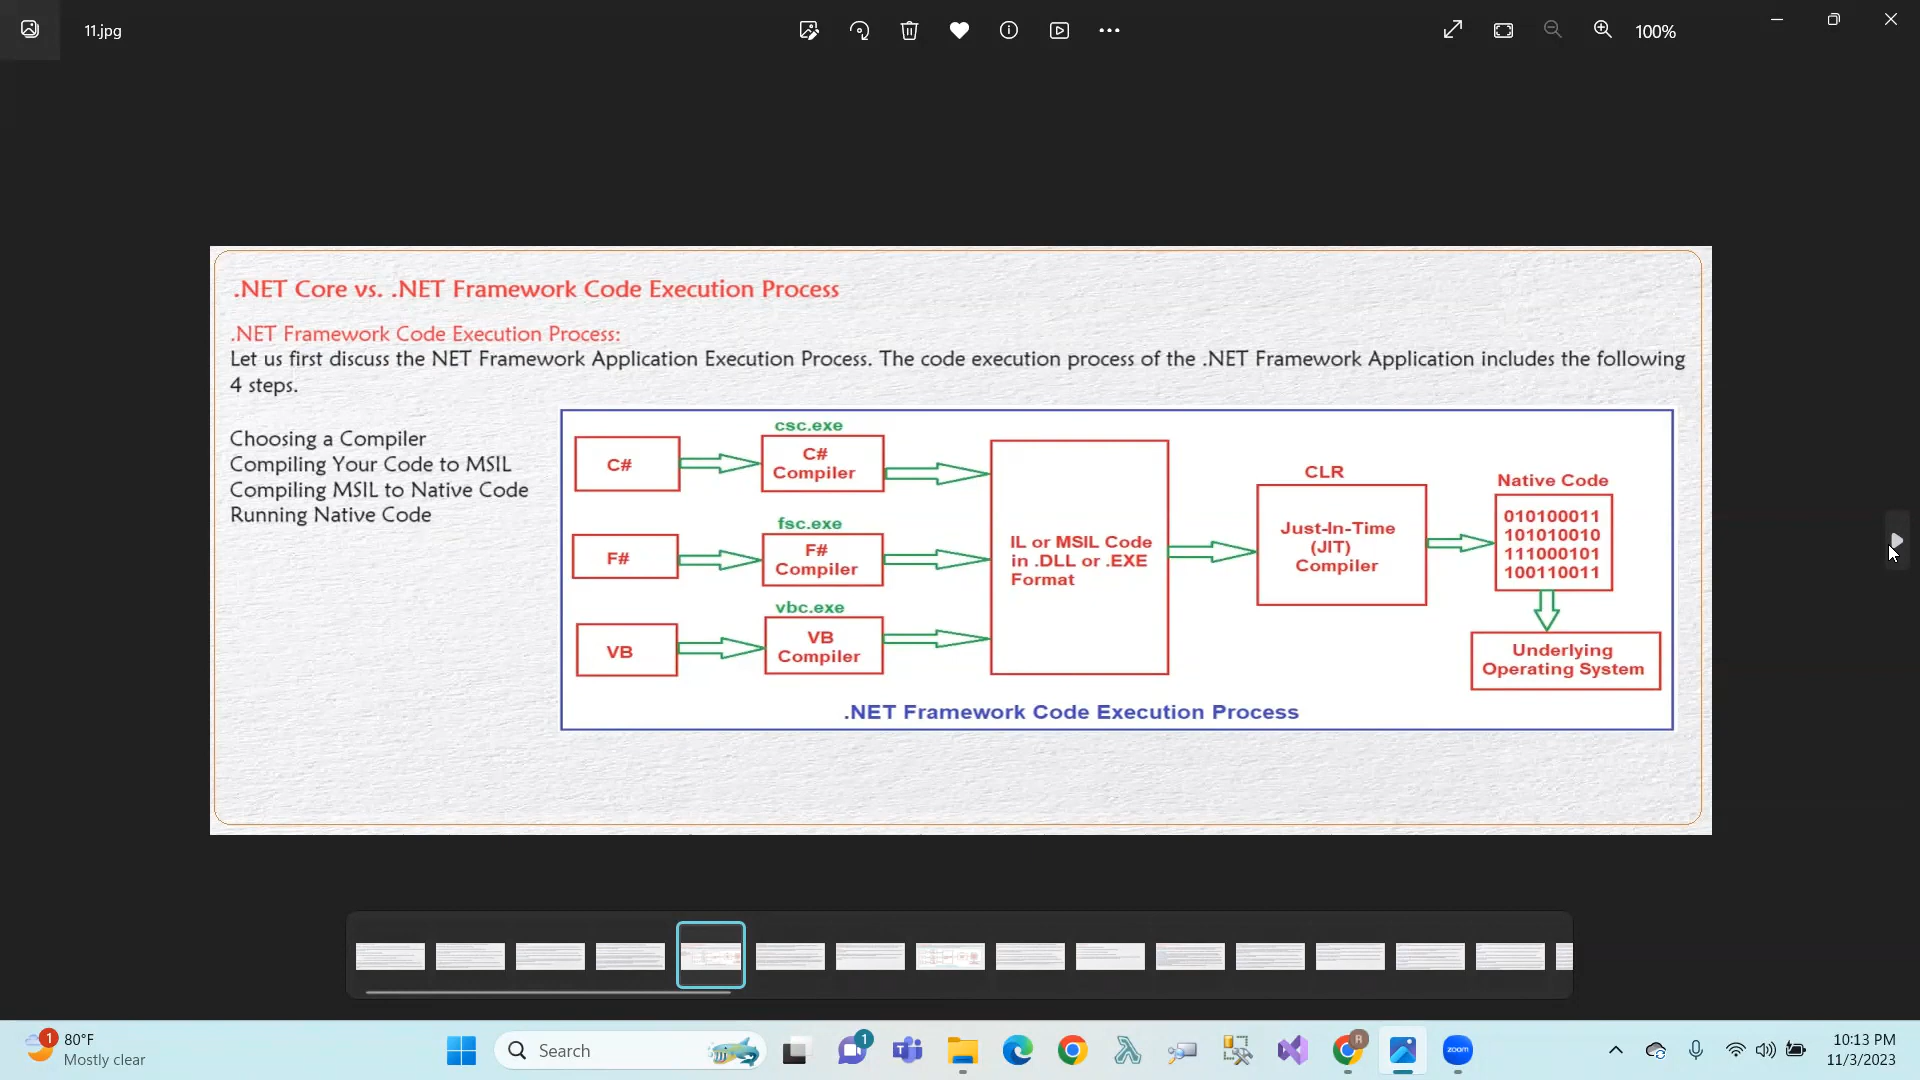 11.jpg
100%
.NET Core vs. .NET Framework Code Execution Process
.NET Framework Code Execution Process:
Let us first discuss the NET Framework Application Execution Process. The code execution process of the .NET Framework Application includes the following
4 steps.
Choosing a Compiler
Compiling Your Code to MSIL
Compiling MSIL to Native Code
Running Native Code
C#
csc.exe
C#
Compiler
F#
fsc.exe
F#
Compiler
VB
vbc.exe
VB
Compiler
IL or MSIL Code
in .DLL or .EXE
Format
CLR
Just-In-Time
(JIT)
Compiler
Native Code
010100011
101010010
111000101
100110011
Underlying
Operating System
.NET Framework Code Execution Process
1
80°F
Mostly clear
Search
1
R
zoom
10:13 PM
11/3/2023